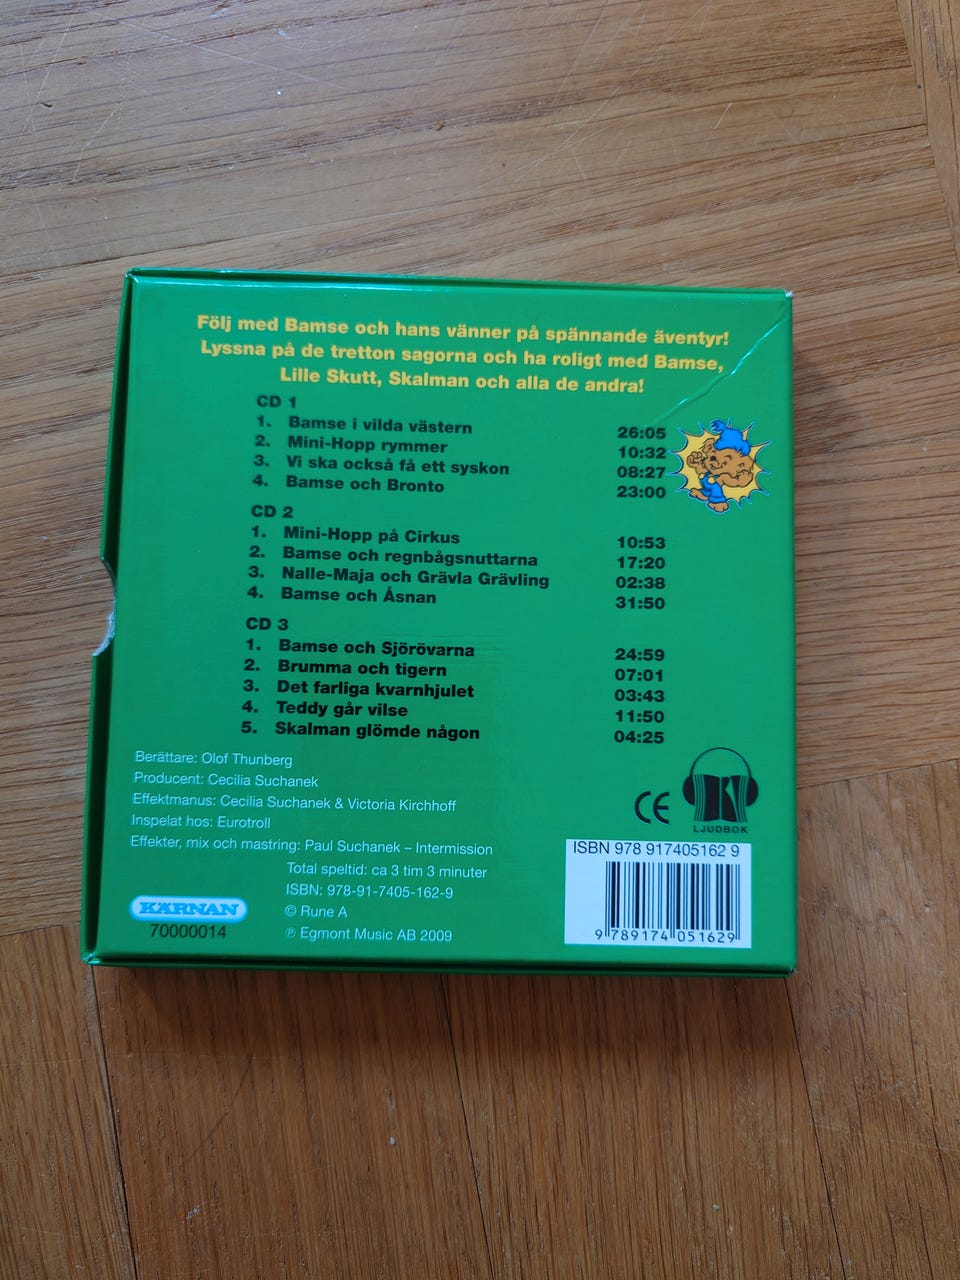 Följ med Bamse och hans vänner på spännande äventyr!
Lyssna på de tretton sagorna och ha roligt med Bamse,
Lille Skutt, Skalman och alla de andra!
CD 1
1. Bamse i vilda västern 26:05
2. Mini-Hopp rymmer 10:32
3. Vi ska också få ett syskon 08:27
4. Bamse och Bronto 23:00
CD 2
1. Mini-Hopp på Cirkus 10:53
2. Bamse och regnbågsnuttarna 17:20
3. Nalle-Maja och Grävla Grävling 02:38
4. Bamse och Åsnan 31:50
CD 3
1. Bamse och Sjörövarna 24:59
2. Brumma och tigern 07:01
3. Det farliga kvarnhjulet 03:43
4. Teddy går vilse 11:50
5. Skalman glömde någon 04:25
Berättare: Olof Thunberg
Producent: Cecilia Suchanek
Effektmanus: Cecilia Suchanek & Victoria Kirchhoff
Inspelat hos: Eurotroll
Effekter, mix och mastring: Paul Suchanek – Intermission
Total speltid: ca 3 tim 3 minuter
ISBN: 978-91-7405-162-9
© Rune A
℗ Egmont Music AB 2009
KÄRNAN
70000014
CE
LJUDBOK
ISBN 978 917405162 9
9 789174 051629